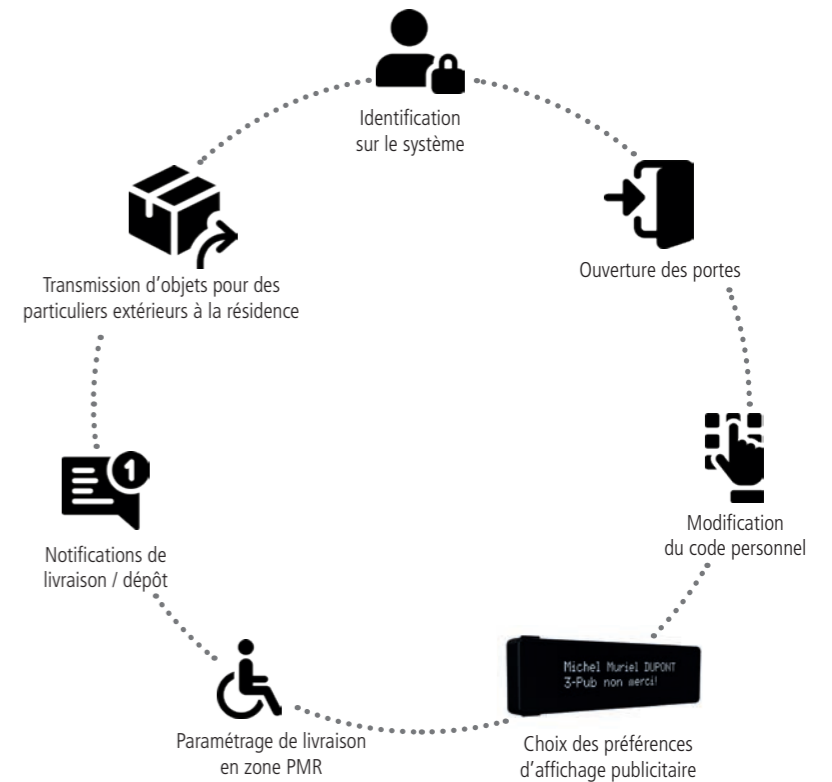 Identification
sur le système
Ouverture des portes
Modification
du code personnel
Michel Muriel DUPONT
3-Pub non merci!
Choix des préférences
d'affichage publicitaire
Paramétrage de livraison
en zone PMR
1
Notifications de
livraison / dépôt
Transmission d'objets pour des
particuliers extérieurs à la résidence